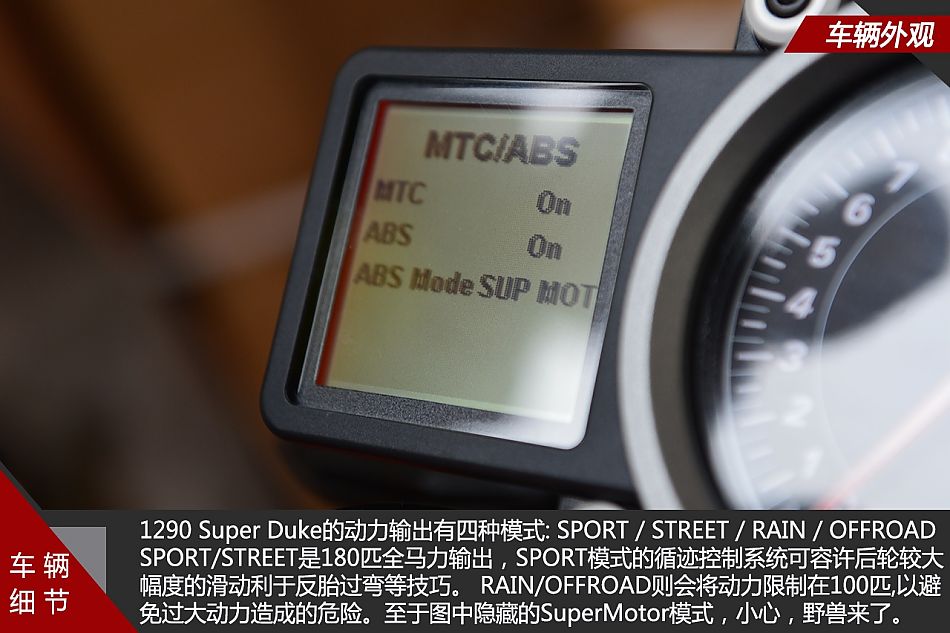 车辆外观
MTC/ABS
MTC On
ABS On
ABS Mode SUP MOT
7
6
5
4
3
2
1
车辆
细节
1290 Super Duke的动力输出有四种模式: SPORT / STREET / RAIN / OFFROAD
SPORT/STREET是180匹全马力输出，SPORT模式的循迹控制系统可容许后轮较大
幅度的滑动利于反胎过弯等技巧。 RAIN/OFFROAD则会将动力限制在100匹,以避
免过大动力造成的危险。至于图中隐藏的SuperMotor模式，小心，野兽来了。